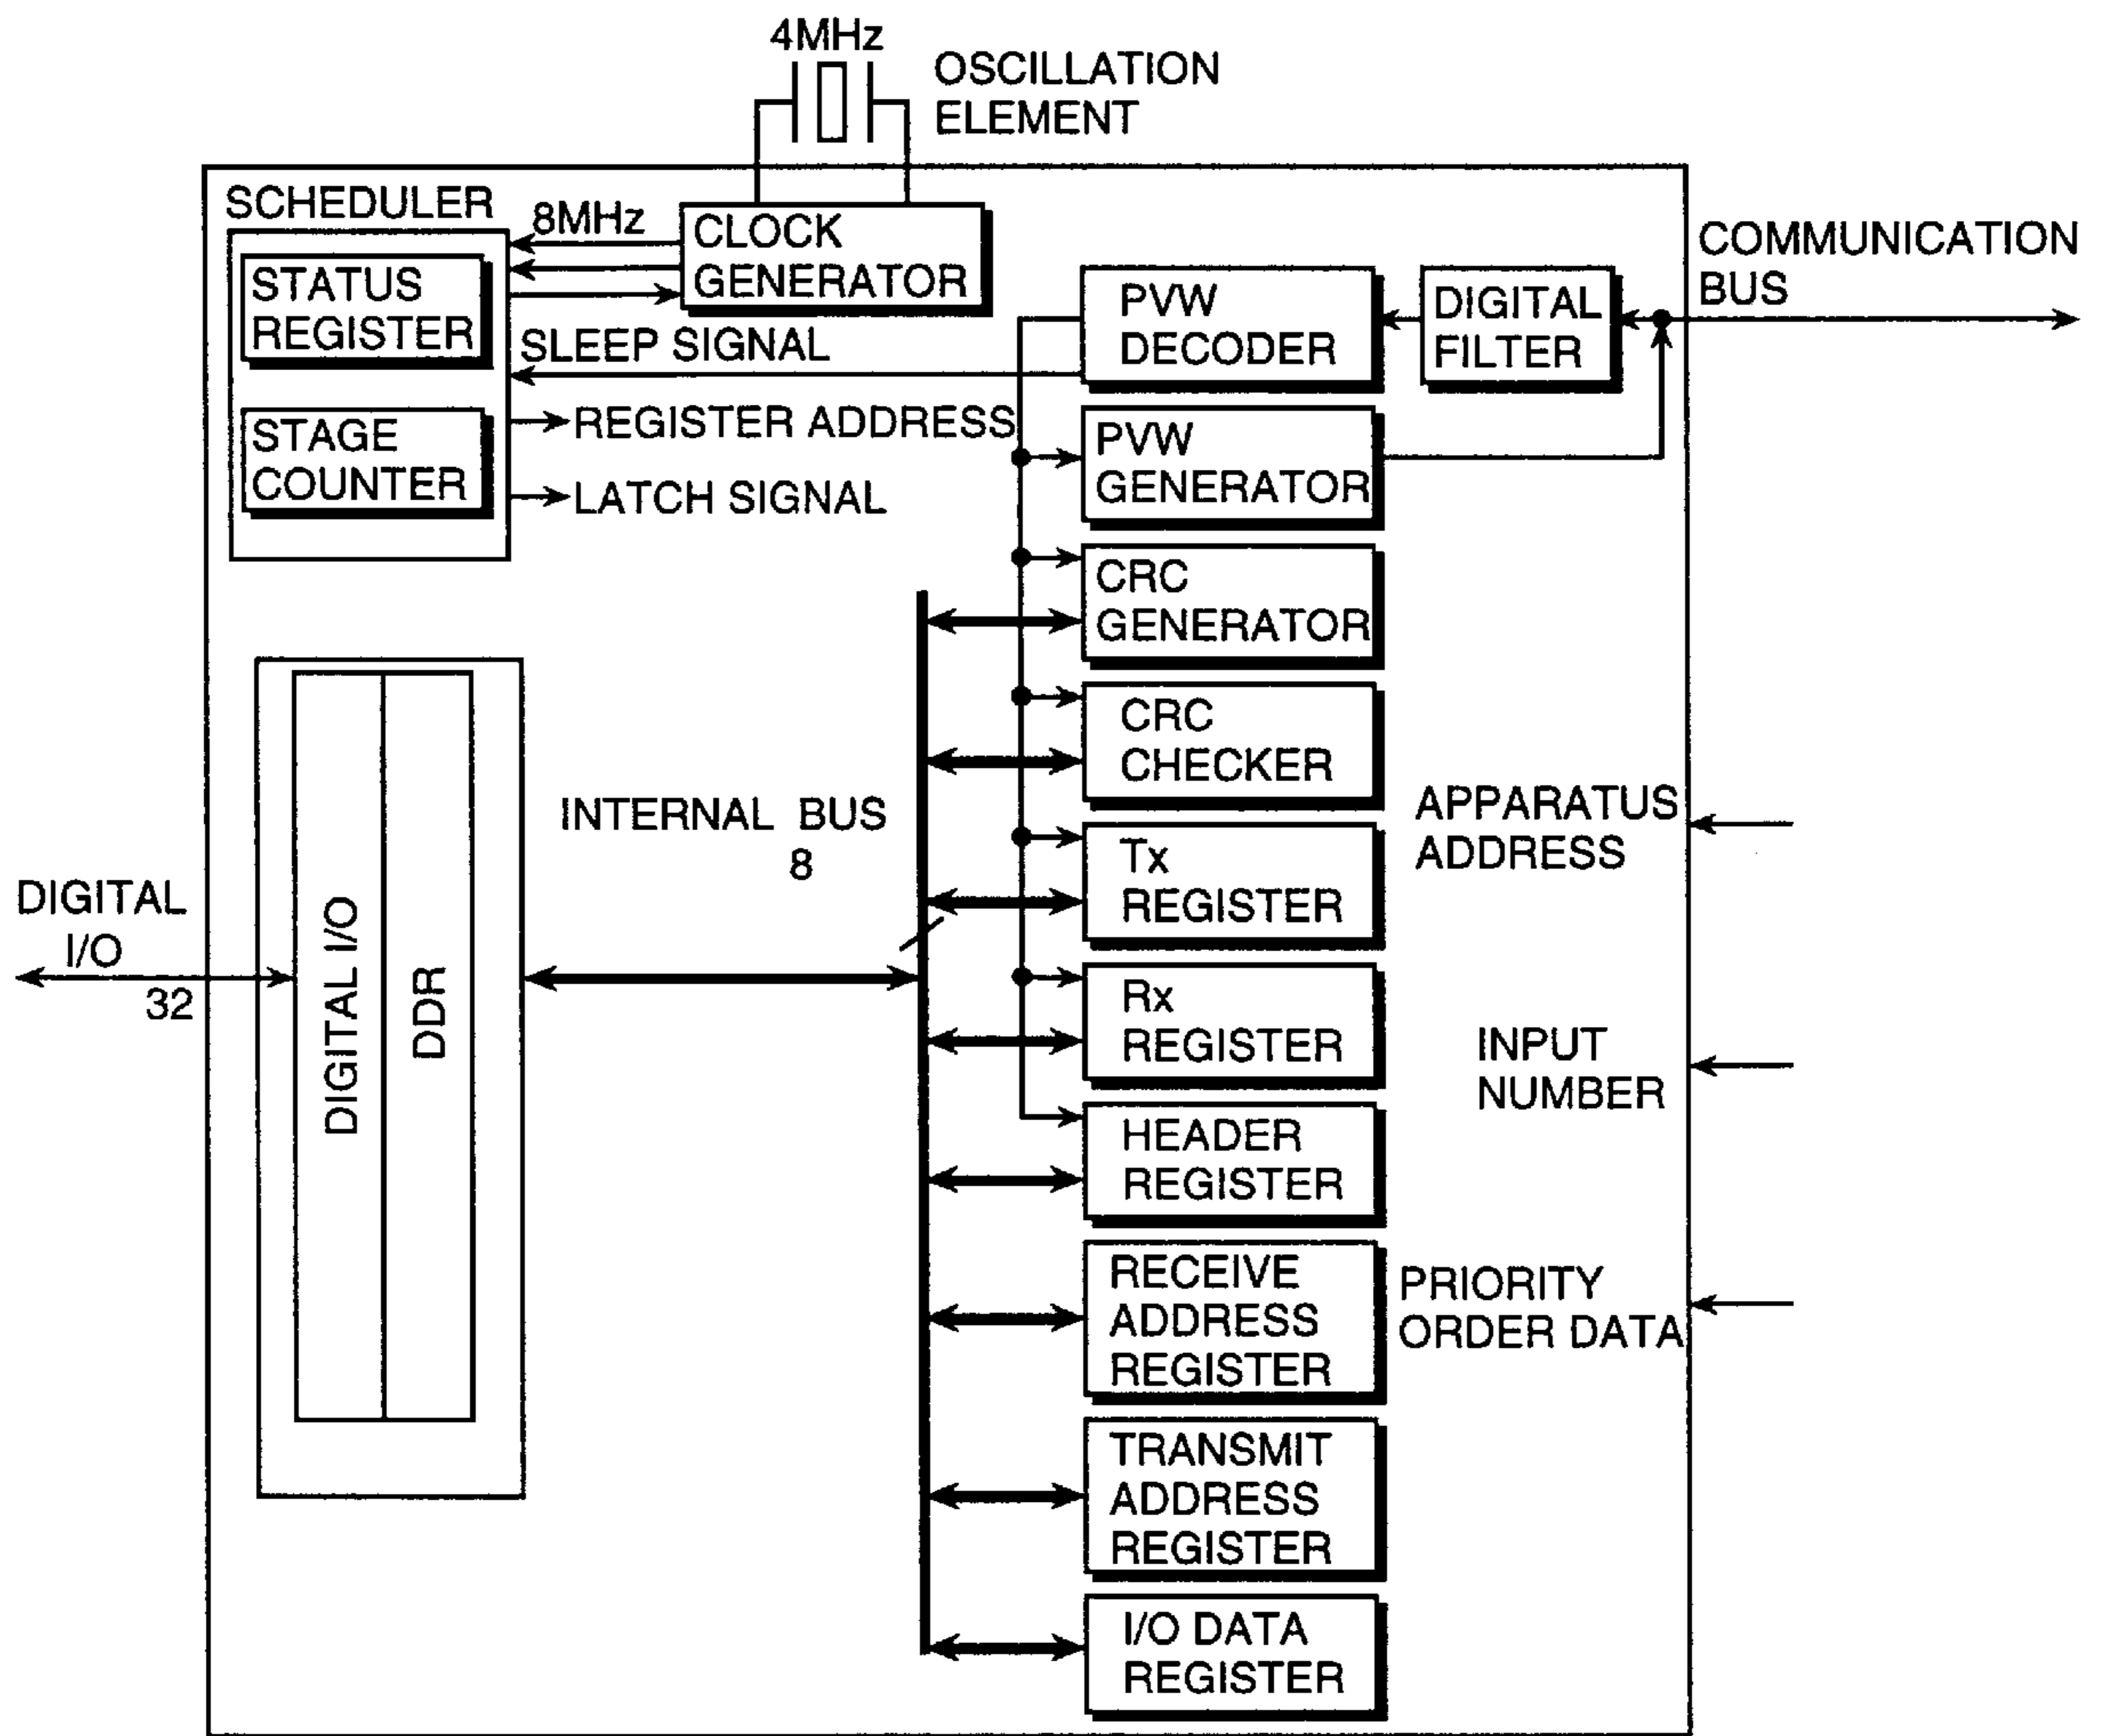 4MHz
OSCILLATION
ELEMENT
SCHEDULER
8MHz
CLOCK
GENERATOR
STATUS
REGISTER
SLEEP SIGNAL
STAGE
COUNTER
REGISTER ADDRESS
LATCH SIGNAL
PVW
DECODER
DIGITAL
FILTER
COMMUNICATION
BUS
PVW
GENERATOR
CRC
GENERATOR
CRC
CHECKER
INTERNAL BUS
8
Tx
REGISTER
APPARATUS
ADDRESS
DIGITAL
I/O
32
DIGITAL I/O
DDR
Rx
REGISTER
INPUT
NUMBER
HEADER
REGISTER
RECEIVE
ADDRESS
REGISTER
PRIORITY
ORDER DATA
TRANSMIT
ADDRESS
REGISTER
I/O DATA
REGISTER